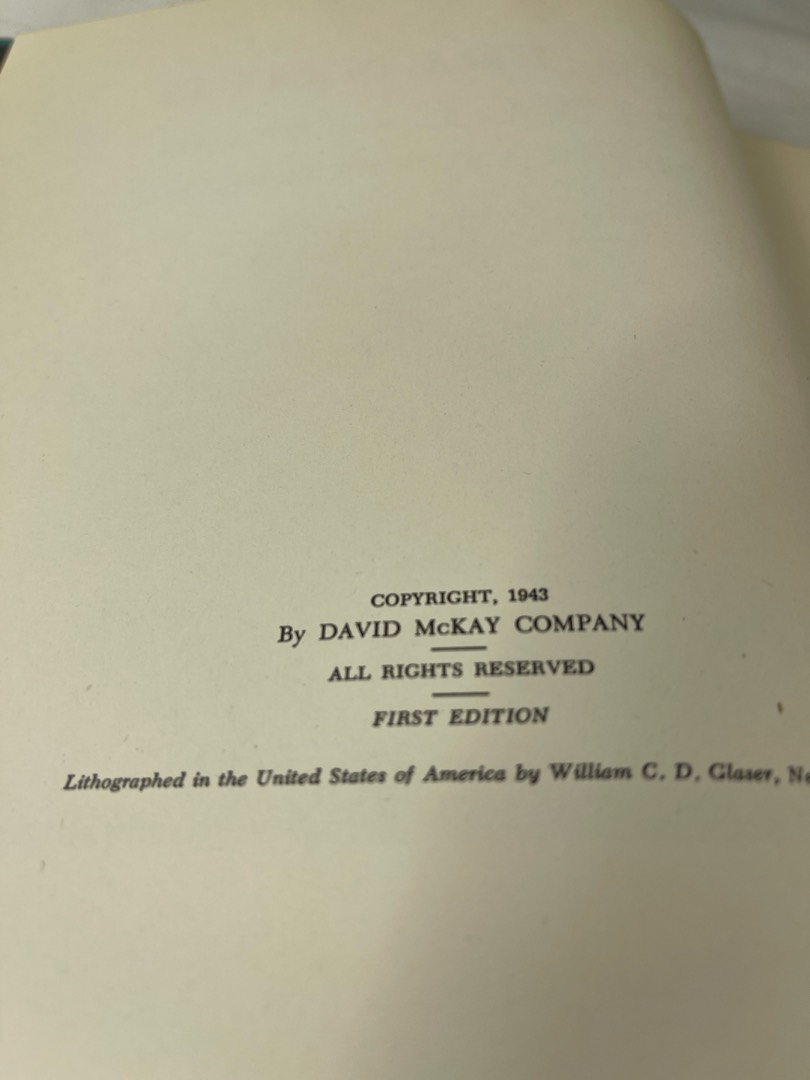 COPYRIGHT, 1943
By DAVID McKAY COMPANY
ALL RIGHTS RESERVED
FIRST EDITION
Lithographed in the United States of America by William C. D. Glaser,